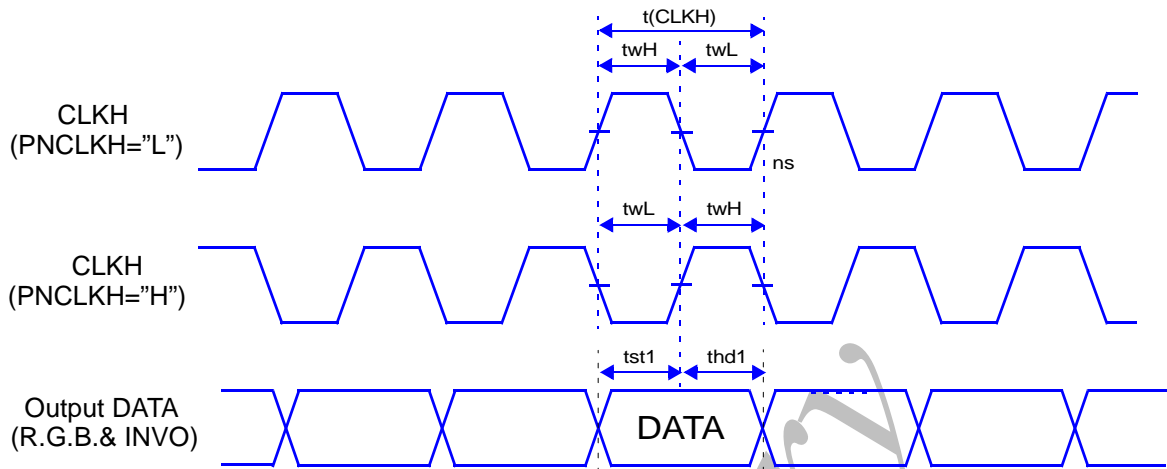 t(CLKH)
twH twL
CLKH
(PNCLKH=”L”)
ns
twL twH
CLKH
(PNCLKH=”H”)
tst1 thd1
Output DATA
(R.G.B.& INVO)
DATA